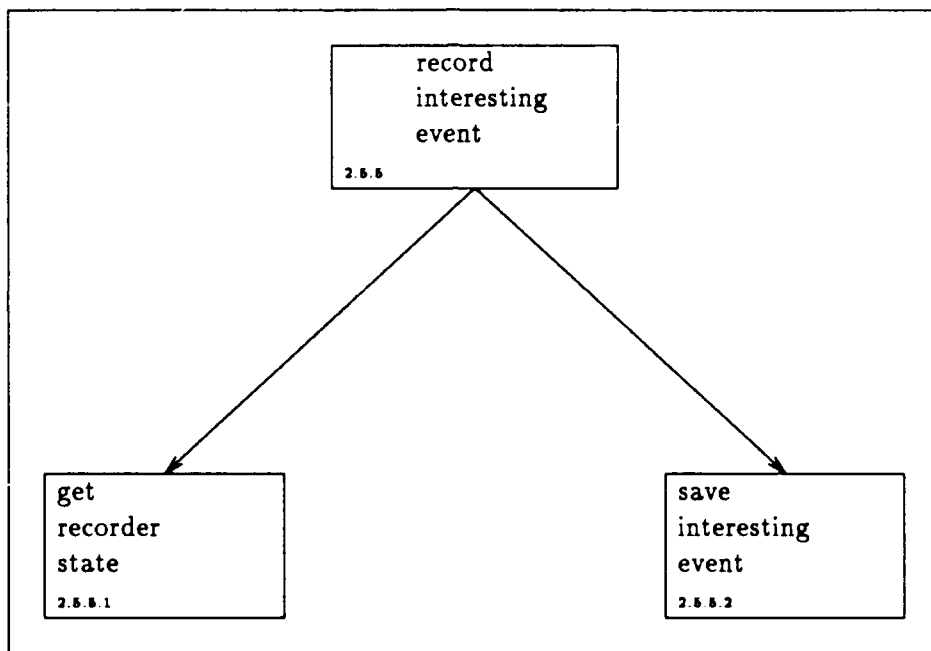 record
interesting
event
2.5.5
get
recorder
state
2.5.5.1
save
interesting
event
2.5.5.2